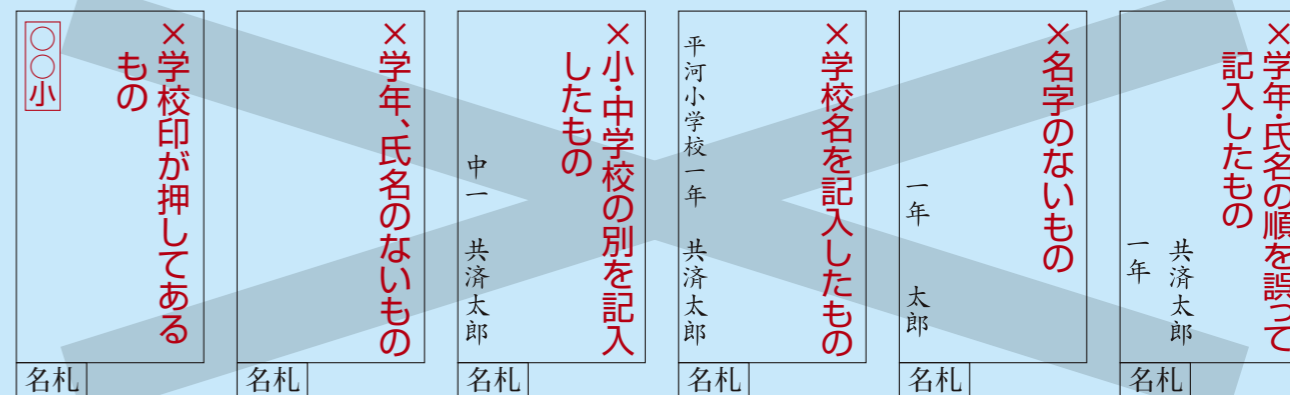 ×学年・氏名の順を誤って
記入したもの
共済太郎
一年
名札
×名字のないもの
一年 太郎
名札
×学校名を記入したもの
平河小学校一年 共済太郎
名札
×小・中学校の別を記入
したもの
中一 共済太郎
名札
×学年、氏名のないもの
名札
×学校印が押してある
もの
○○小
名札